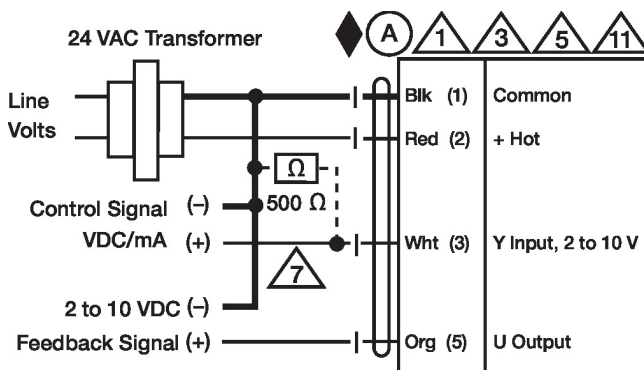 24 VAC Transformer
A 1 3 5 11
Line
Volts
Blk (1) Common
Red (2) + Hot
Ω
500 Ω
Control Signal (–)
VDC/mA (+)
Wht (3) Y Input, 2 to 10 V
7
2 to 10 VDC (–)
Feedback Signal (+)
Org (5) U Output